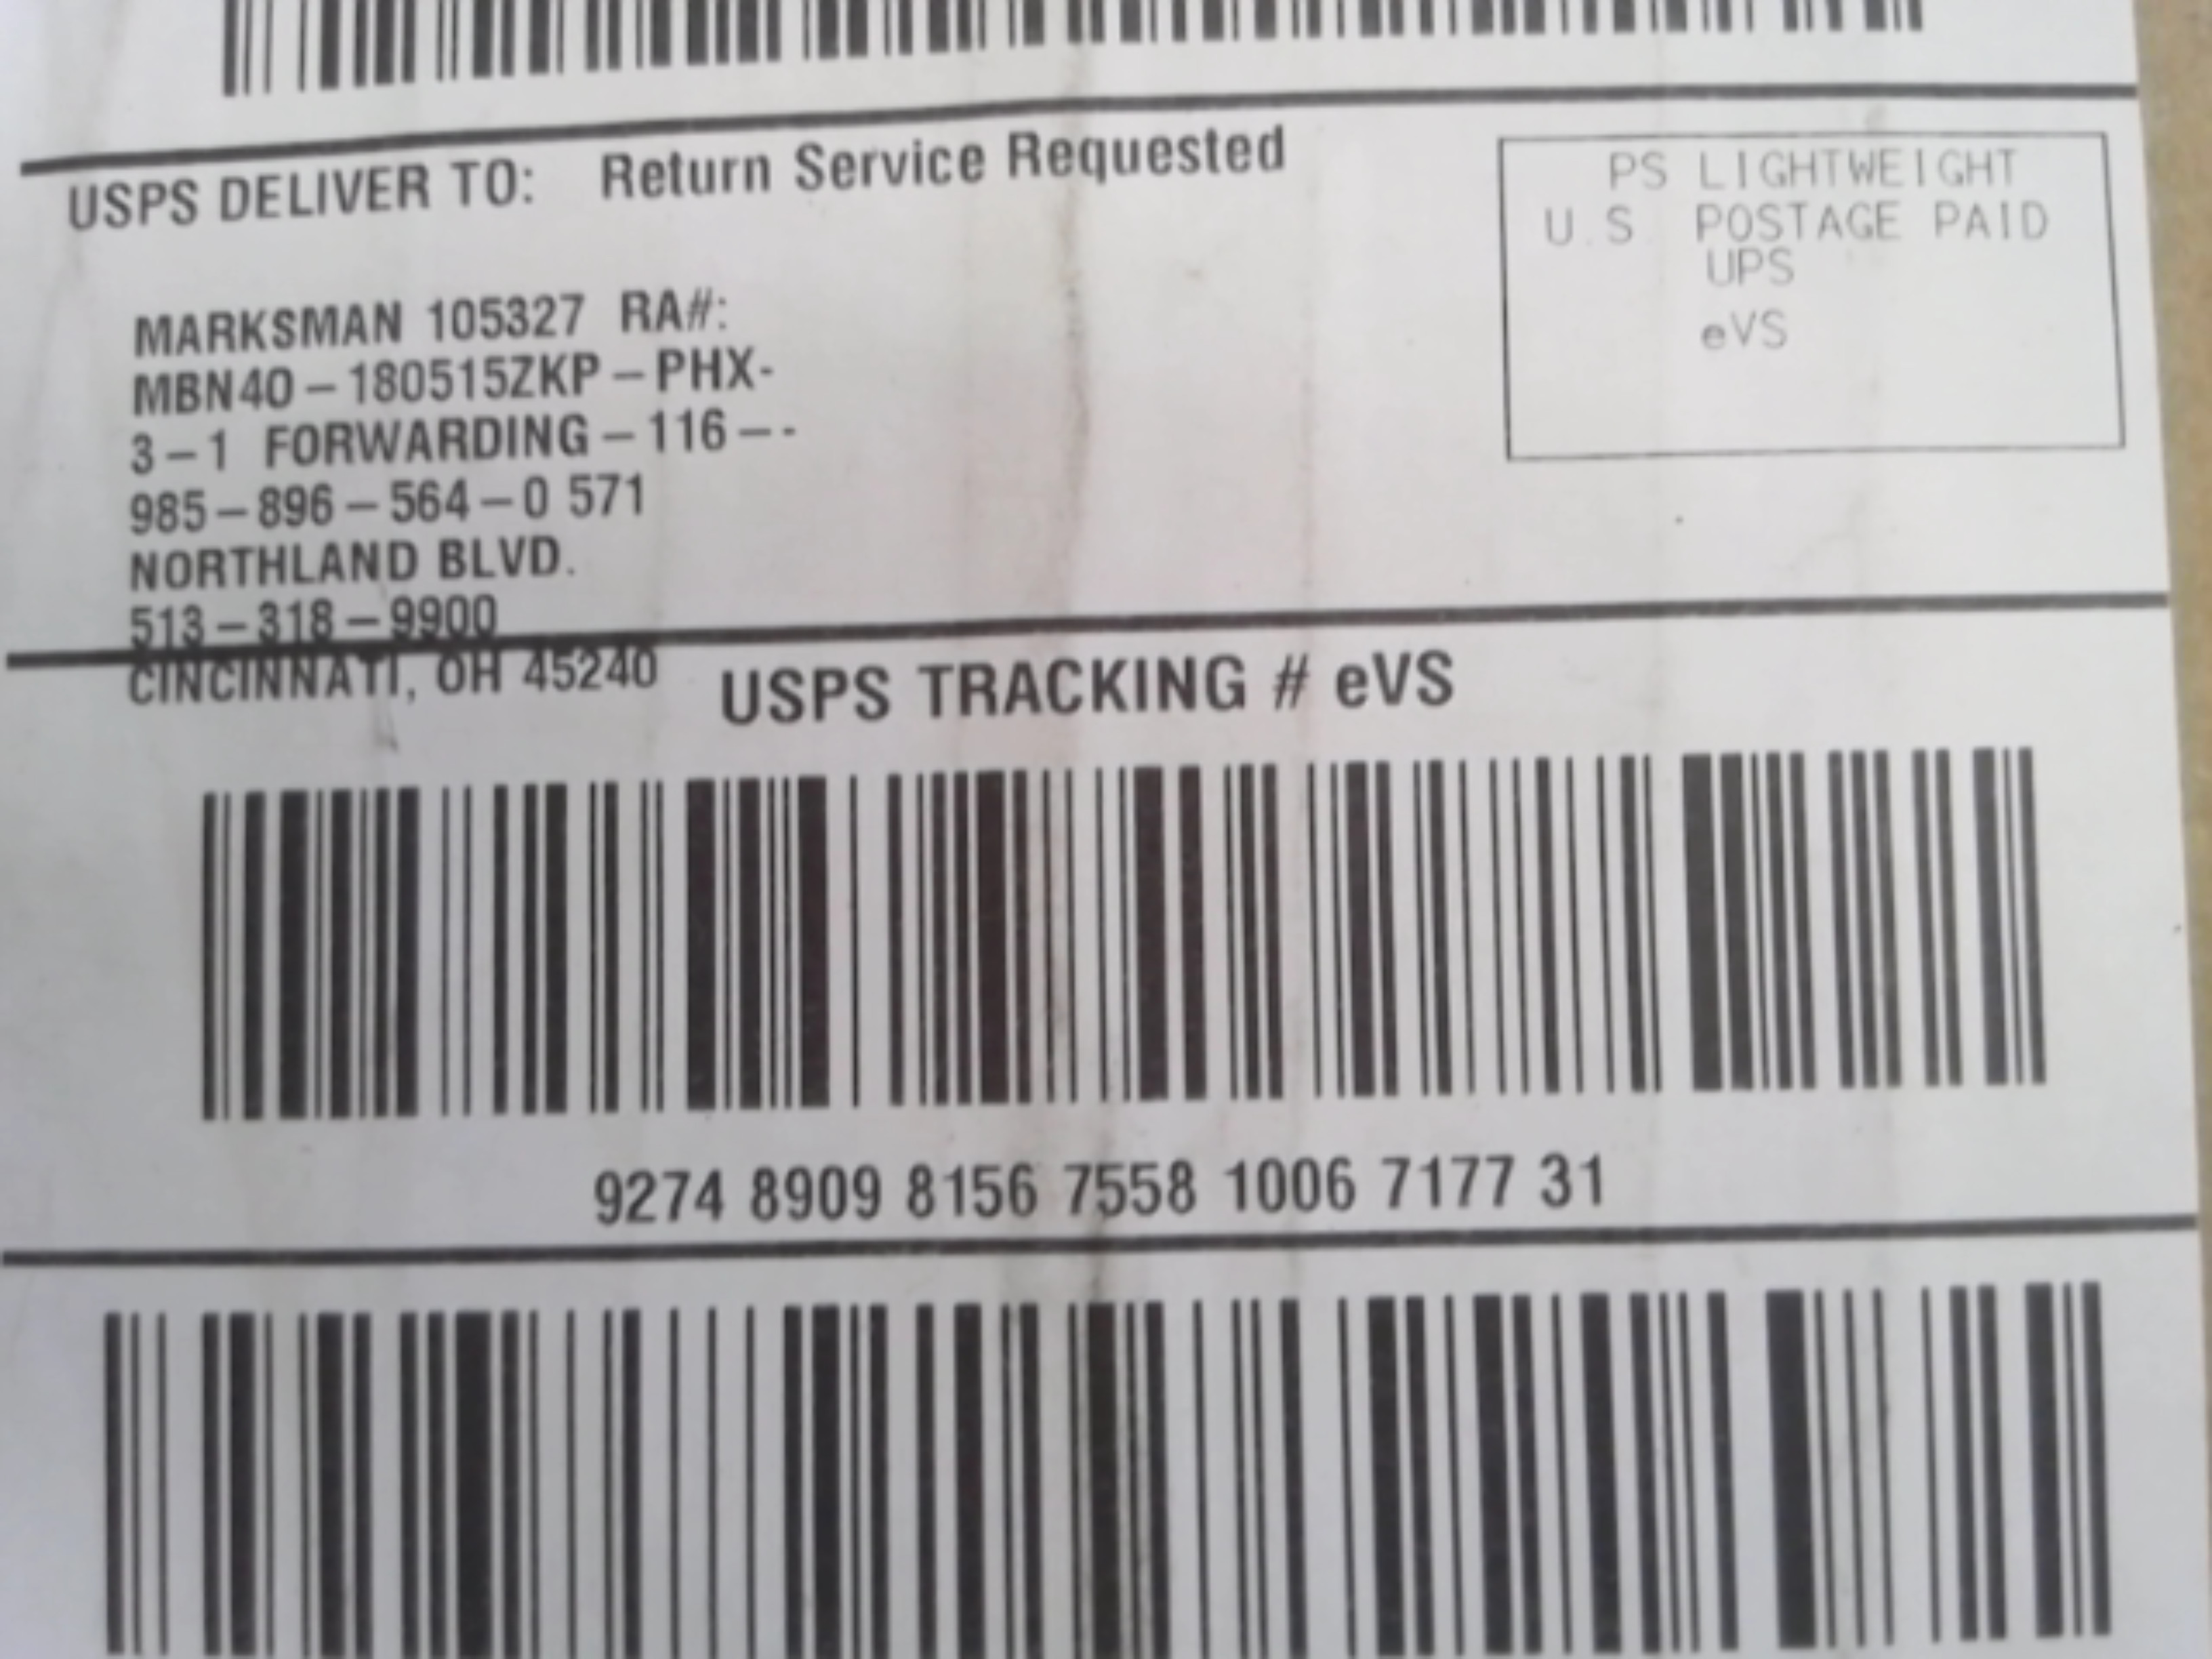 USPS DELIVER TO: Return Service Requested
PS LIGHTWEIGHT
U.S. POSTAGE PAID
UPS
eVS
MARKSMAN 105327 RA#:
MBN40-180515ZKP-PHX-
3-1 FORWARDING-116--
985-896-564-0 571
NORTHLAND BLVD.
513-318-9900
CINCINNATI, OH 45240
USPS TRACKING # eVS
9274 8909 8156 7558 1006 7177 31